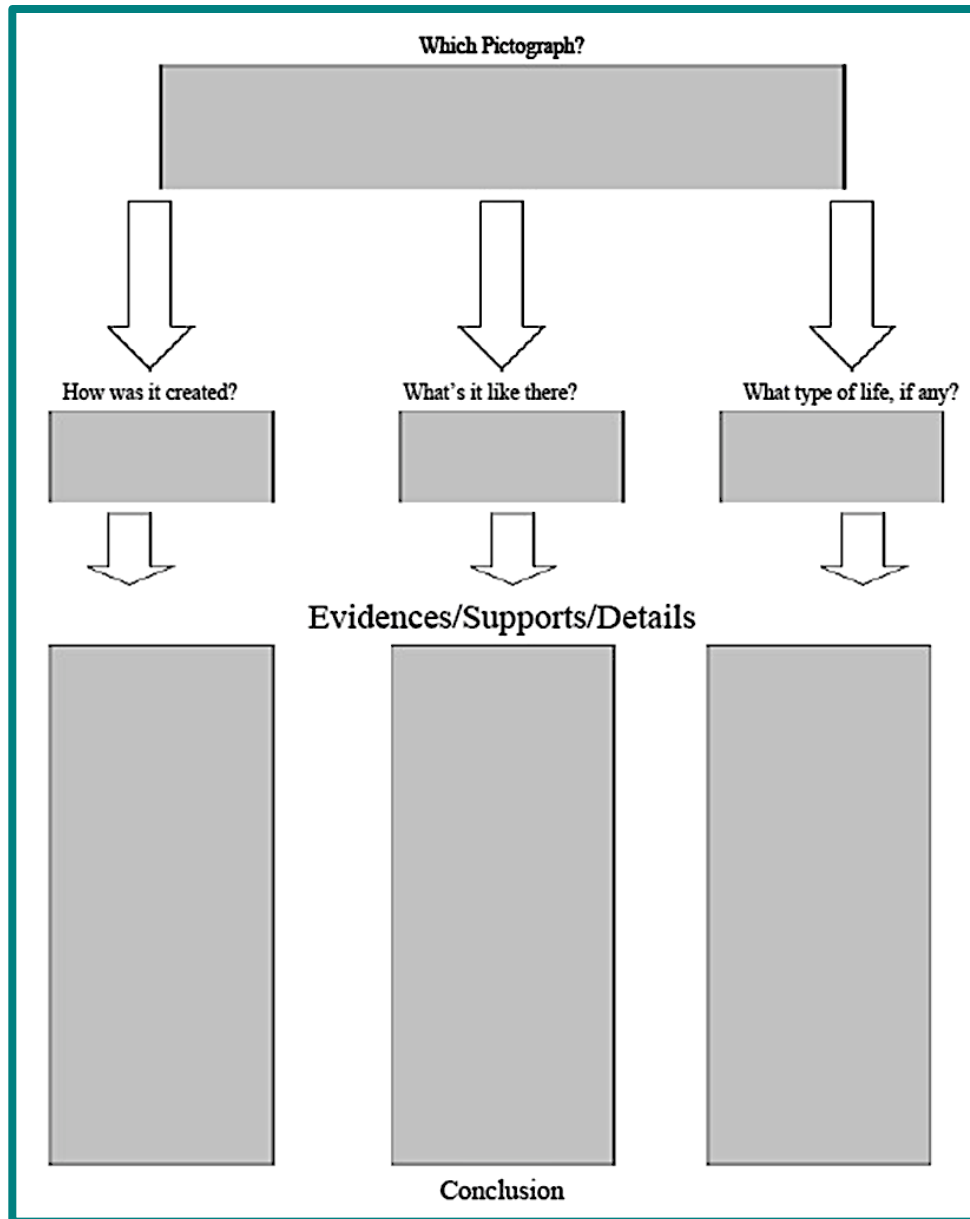 Which Pictograph?
How was it created? What's it like there? What type of life, if any?
Evidences/Supports/Details
Conclusion